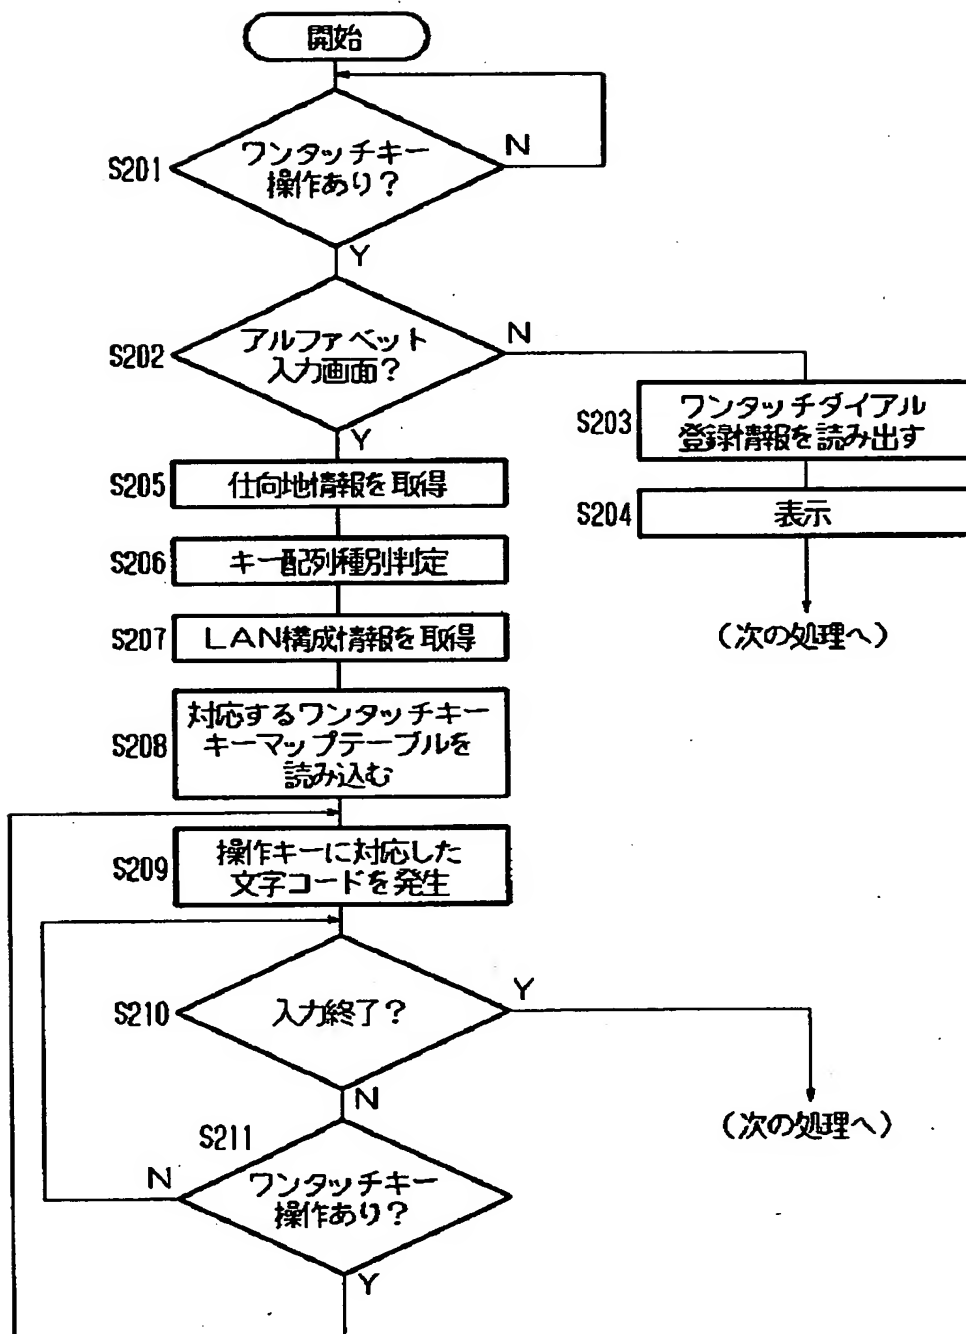 開始
S201
ワンタッチキー
操作あり?
N
Y
S202
アルファベット
入力画面?
N
Y
S203
ワンタッチダイアル
登録情報を読み出す
S204
表示
(次の処理へ)
S205
仕向地情報を取得
S206
キー配列種別判定
S207
LAN構成情報を取得
S208
対応するワンタッチキー
キーマップテーブルを
読み込む
S209
操作キーに対応した
文字コードを発生
S210
入力終了?
Y
N
(次の処理へ)
S211
ワンタッチキー
操作あり?
N
Y